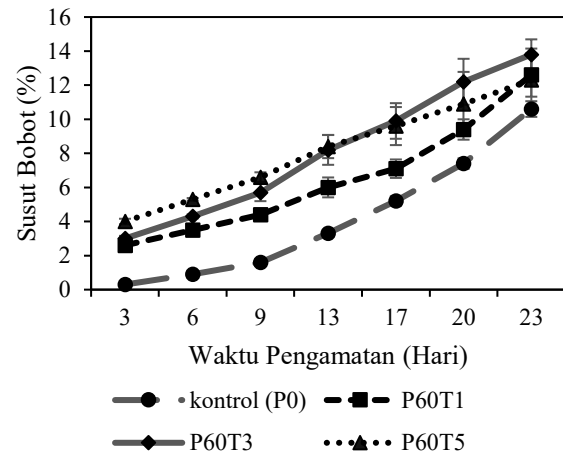 16
14
12
10
8
6
4
2
0
Susut Bobot (%)
3 6 9 13 17 20 23
Waktu Pengamatan (Hari)
kontrol (P0) P60T1
P60T3 P60T5